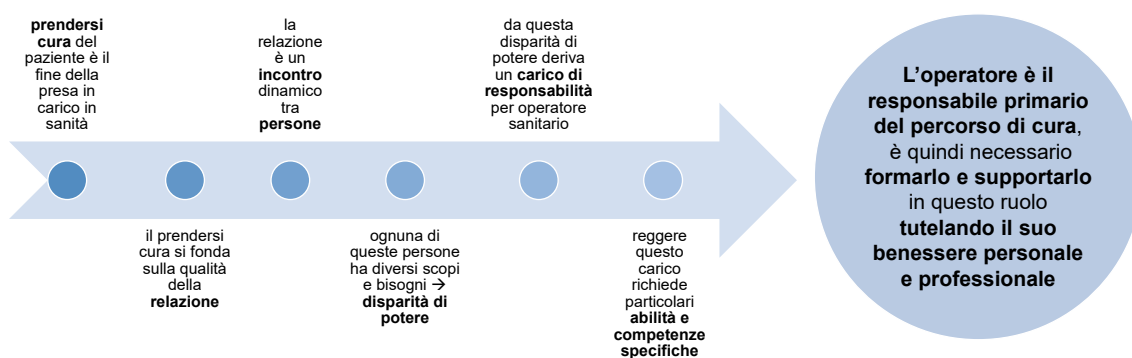 prendersi
cura del
paziente è il
fine della
presa in
carico in
sanità
il prendersi
cura si fonda
sulla qualità
della
relazione
la
relazione
è un
incontro
dinamico
tra
persone
ognuna di
queste persone
ha diversi scopi
e bisogni →
disparità di
potere
da questa
disparità di
potere deriva
un carico di
responsabilità
per operatore
sanitario
reggere
questo
carico
richiede
particolari
abilità e
competenze
specifiche
L’operatore è il
responsabile primario
del percorso di cura,
è quindi necessario
formarlo e supportarlo
in questo ruolo
tutelando il suo
benessere personale
e professionale